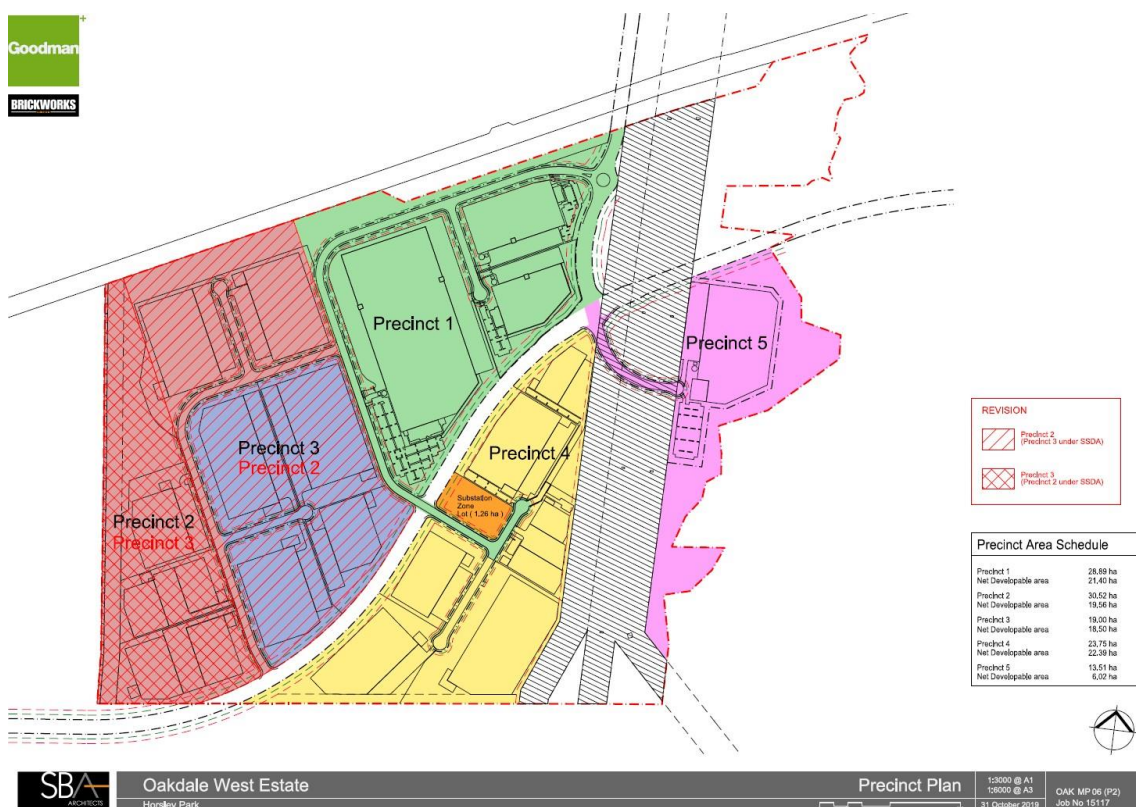 Goodman
BRICKWORKS
Precinct 1
Precinct 5
Precinct 3
Precinct 2
Precinct 4
Substation
Zone
Lot ( 1,26 ha )
Precinct 2
Precinct 3
REVISION
Precinct 2
(Precinct 3 under SSDA)
Precinct 3
(Precinct 2 under SSDA)
Precinct Area Schedule
Precinct 1 28,89 ha
Net Developable area 21,40 ha
Precinct 2 30,52 ha
Net Developable area 19,56 ha
Precinct 3 19,00 ha
Net Developable area 18,50 ha
Precinct 4 23,75 ha
Net Developable area 22,39 ha
Precinct 5 13,51 ha
Net Developable area 6,02 ha
SBA
ARCHITECTS
Oakdale West Estate
Horsley Park
Precinct Plan
1:3000 @ A1
1:6000 @ A3
31 October 2019
OAK MP 06 (P2)
Job No 15117